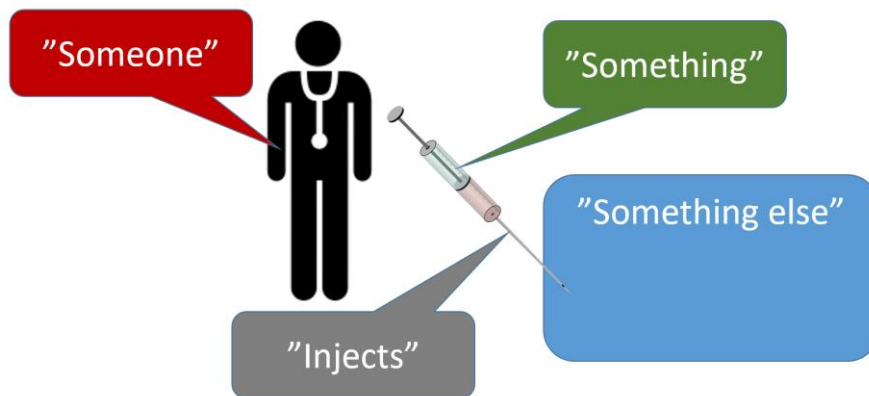 ”Someone”
”Something”
”Something else”
”Injects”